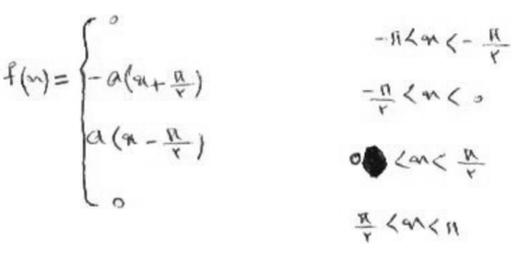 f(x) = { 0    -π < x < -π/۲
-a(x + π/۲)    -π/۲ < x < 0
a(x - π/۲)    0 < x < π/۲
0    π/۲ < x < π